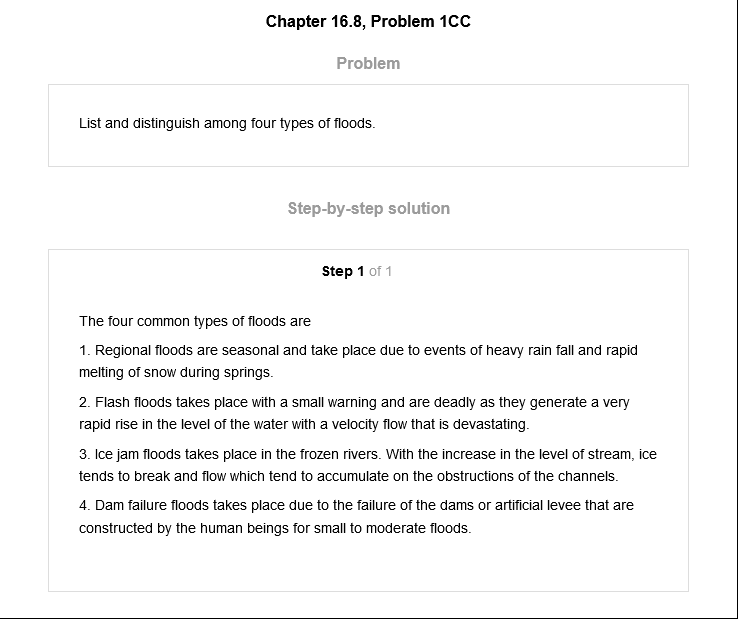 Chapter 16.8, Problem 1CC
Problem
List and distinguish among four types of floods.
Step-by-step solution
Step 1 of 1
The four common types of floods are
1. Regional floods are seasonal and take place due to events of heavy rain fall and rapid
melting of snow during springs.
2. Flash floods takes place with a small warning and are deadly as they generate a very
rapid rise in the level of the water with a velocity flow that is devastating.
3. Ice jam floods takes place in the frozen rivers. With the increase in the level of stream, ice
tends to break and flow which tend to accumulate on the obstructions of the channels.
4. Dam failure floods takes place due to the failure of the dams or artificial levee that are
constructed by the human beings for small to moderate floods.